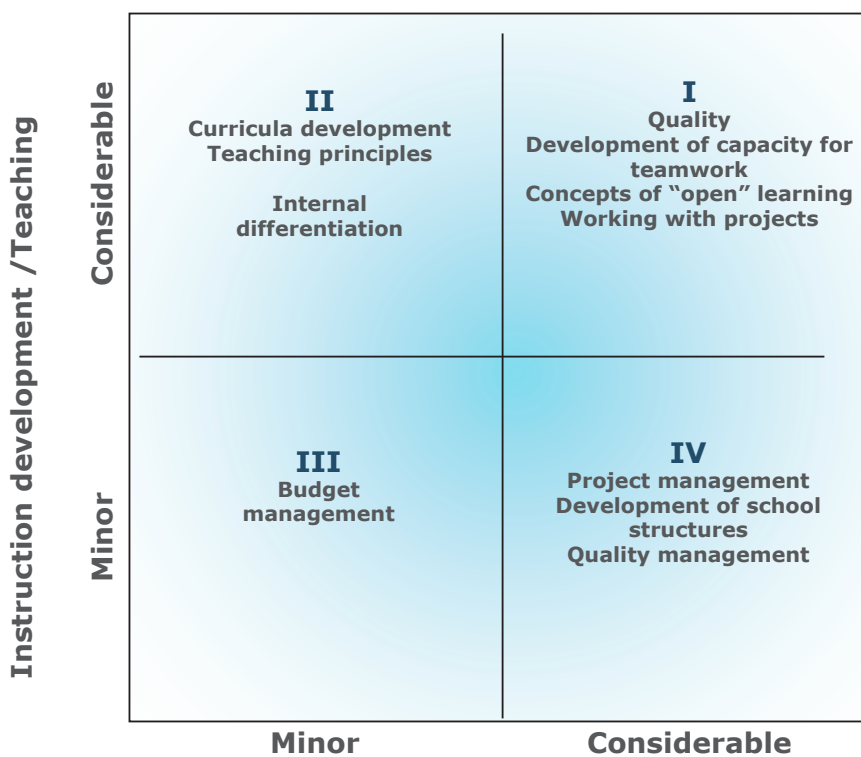 Instruction development /Teaching
Considerable
Minor
II
Curricula development
Teaching principles
Internal
differentiation
I
Quality
Development of capacity for
teamwork
Concepts of “open” learning
Working with projects
III
Budget
management
IV
Project management
Development of school
structures
Quality management
Minor
Considerable